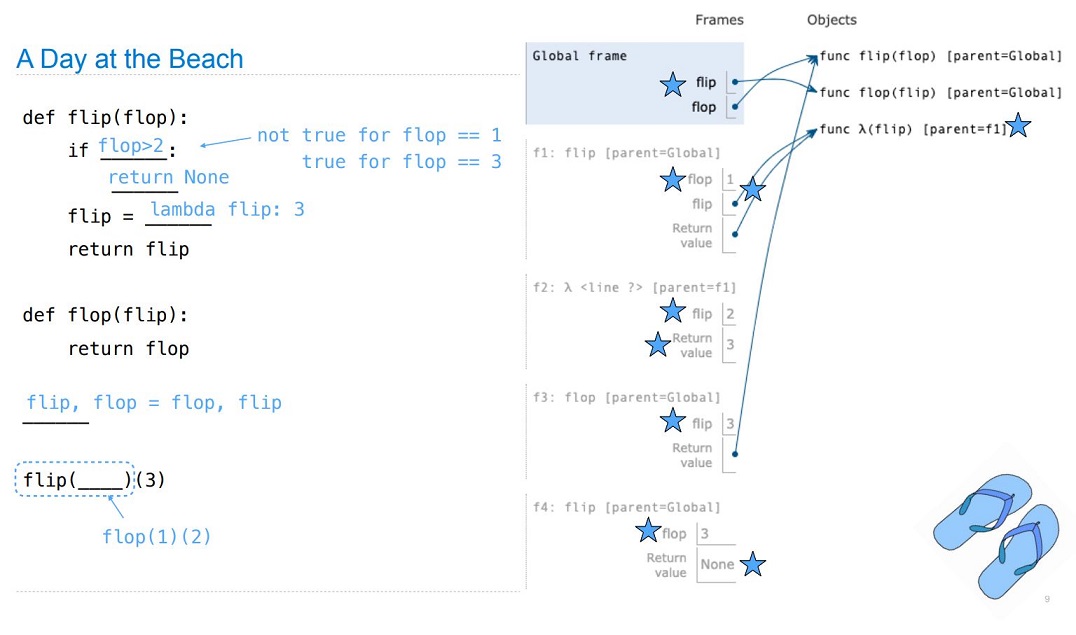 A Day at the Beach
def flip(flop):
if flop>2:
return None
flip = lambda flip: 3
return flip
not true for flop == 1
true for flop == 3
def flop(flip):
return flop
flip, flop = flop, flip
flip(____)(3)
flop(1)(2)
Frames
Objects
Global frame
flip
flop
func flip(flop) [parent=Global]
func flop(flip) [parent=Global]
func λ(flip) [parent=f1]
f1: flip [parent=Global]
flop 1
flip
Return
value
f2: λ <line ?> [parent=f1]
flip 2
Return
value 3
f3: flop [parent=Global]
flip 3
Return
value
f4: flip [parent=Global]
flop 3
Return
value None
9